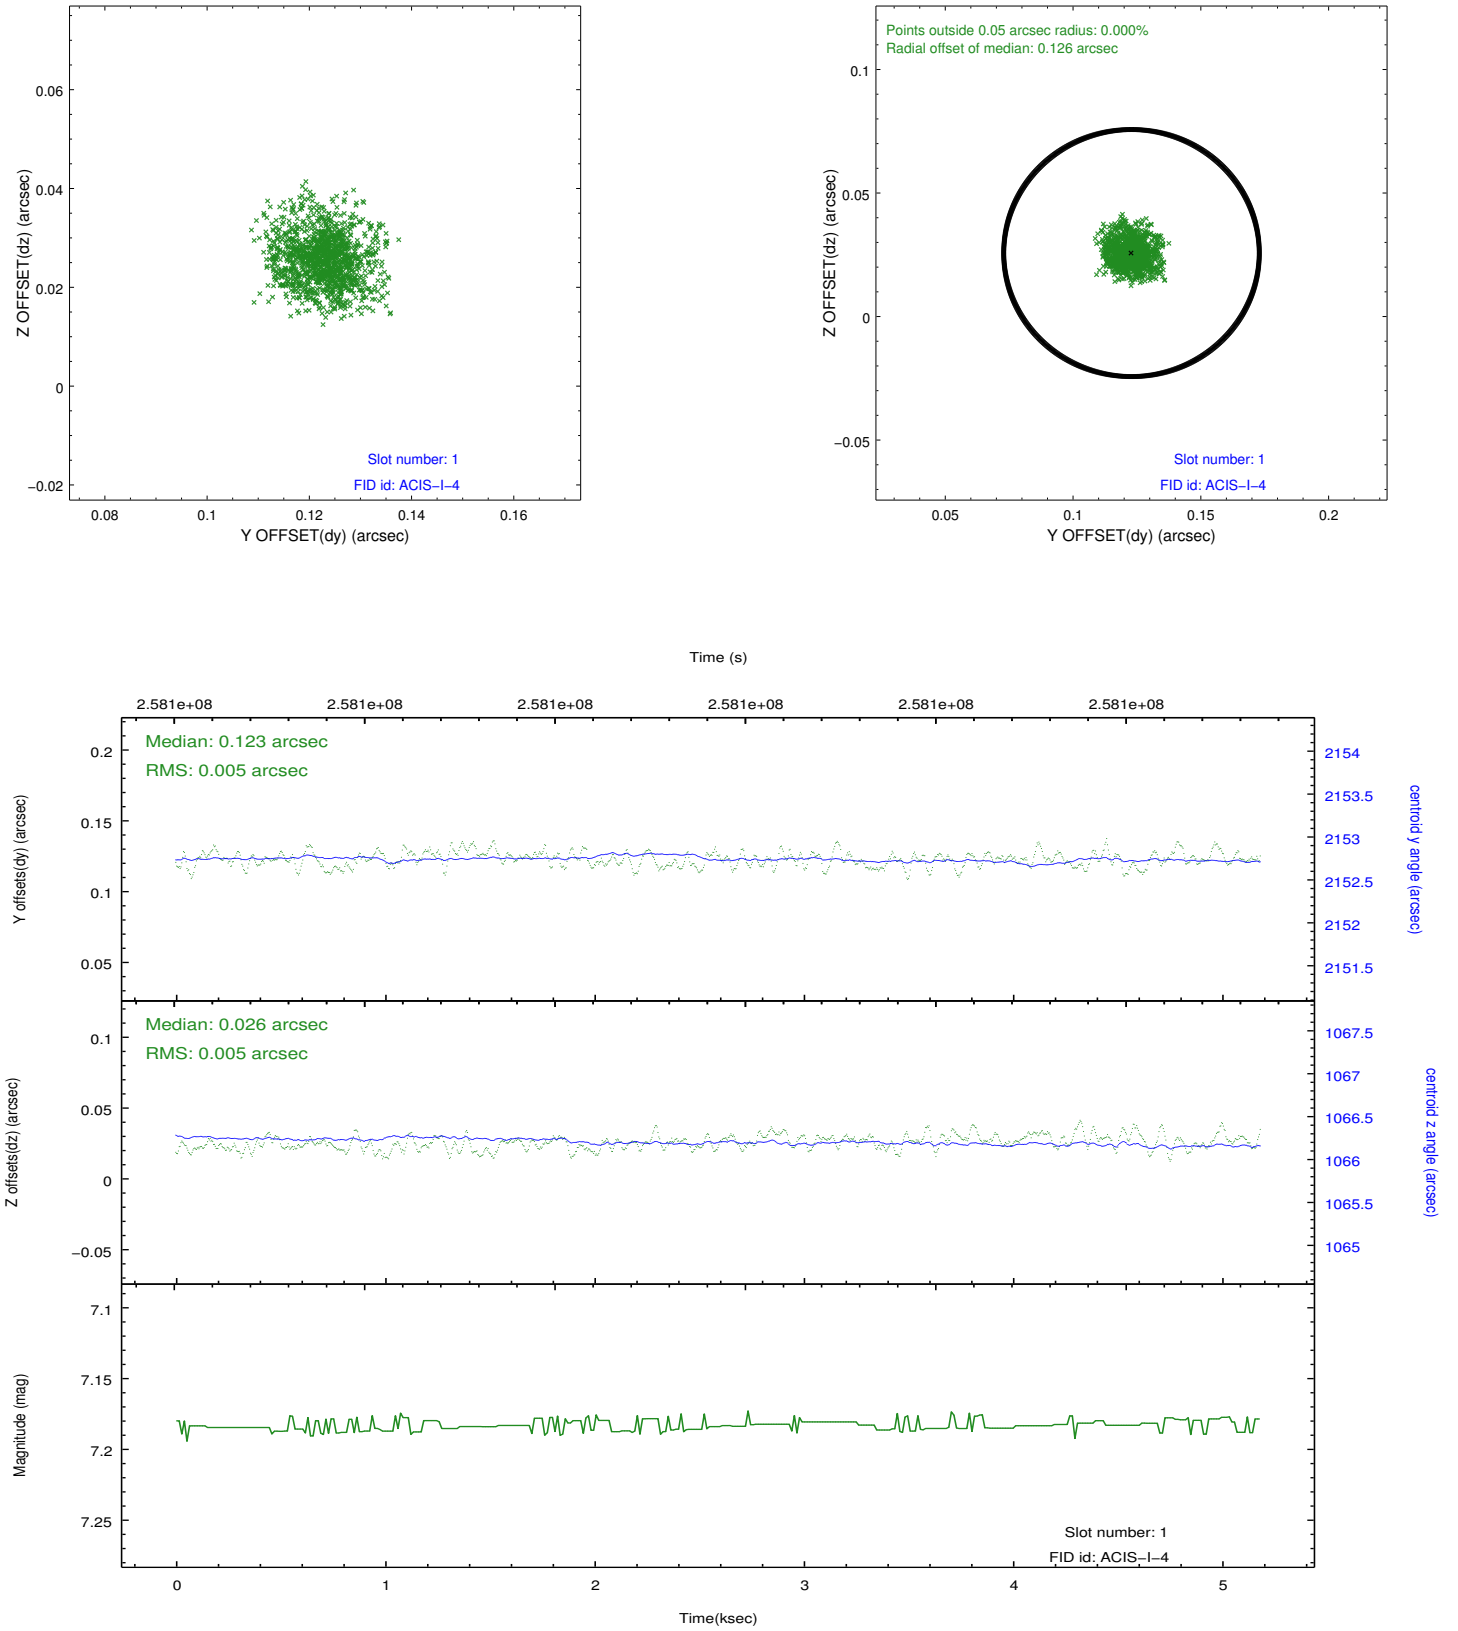 0.06
0.04
0.02
0
−0.02
Z OFFSET(dz) (arcsec)
Slot number: 1
FID id: ACIS−I−4
0.08 0.1 0.12 0.14 0.16
Y OFFSET(dy) (arcsec)
Points outside 0.05 arcsec radius: 0.000%
Radial offset of median: 0.126 arcsec
0.1
0.05
0
−0.05
Z OFFSET(dz) (arcsec)
Slot number: 1
FID id: ACIS−I−4
0.05 0.1 0.15 0.2
Y OFFSET(dy) (arcsec)
Time (s)
2.581e+08 2.581e+08 2.581e+08 2.581e+08 2.581e+08 2.581e+08
Median: 0.123 arcsec
RMS: 0.005 arcsec
0.2
0.15
0.1
0.05
Y offsets(dy) (arcsec)
2154
2153.5
2153
2152.5
2152
2151.5
centroid y angle (arcsec)
Median: 0.026 arcsec
RMS: 0.005 arcsec
0.1
0.05
0
−0.05
Z offsets(dz) (arcsec)
1067.5
1067
1066.5
1066
1065.5
1065
centroid z angle (arcsec)
7.1
7.15
7.2
7.25
Magnitude (mag)
Slot number: 1
FID id: ACIS−I−4
0 1 2 3 4 5
Time(ksec)